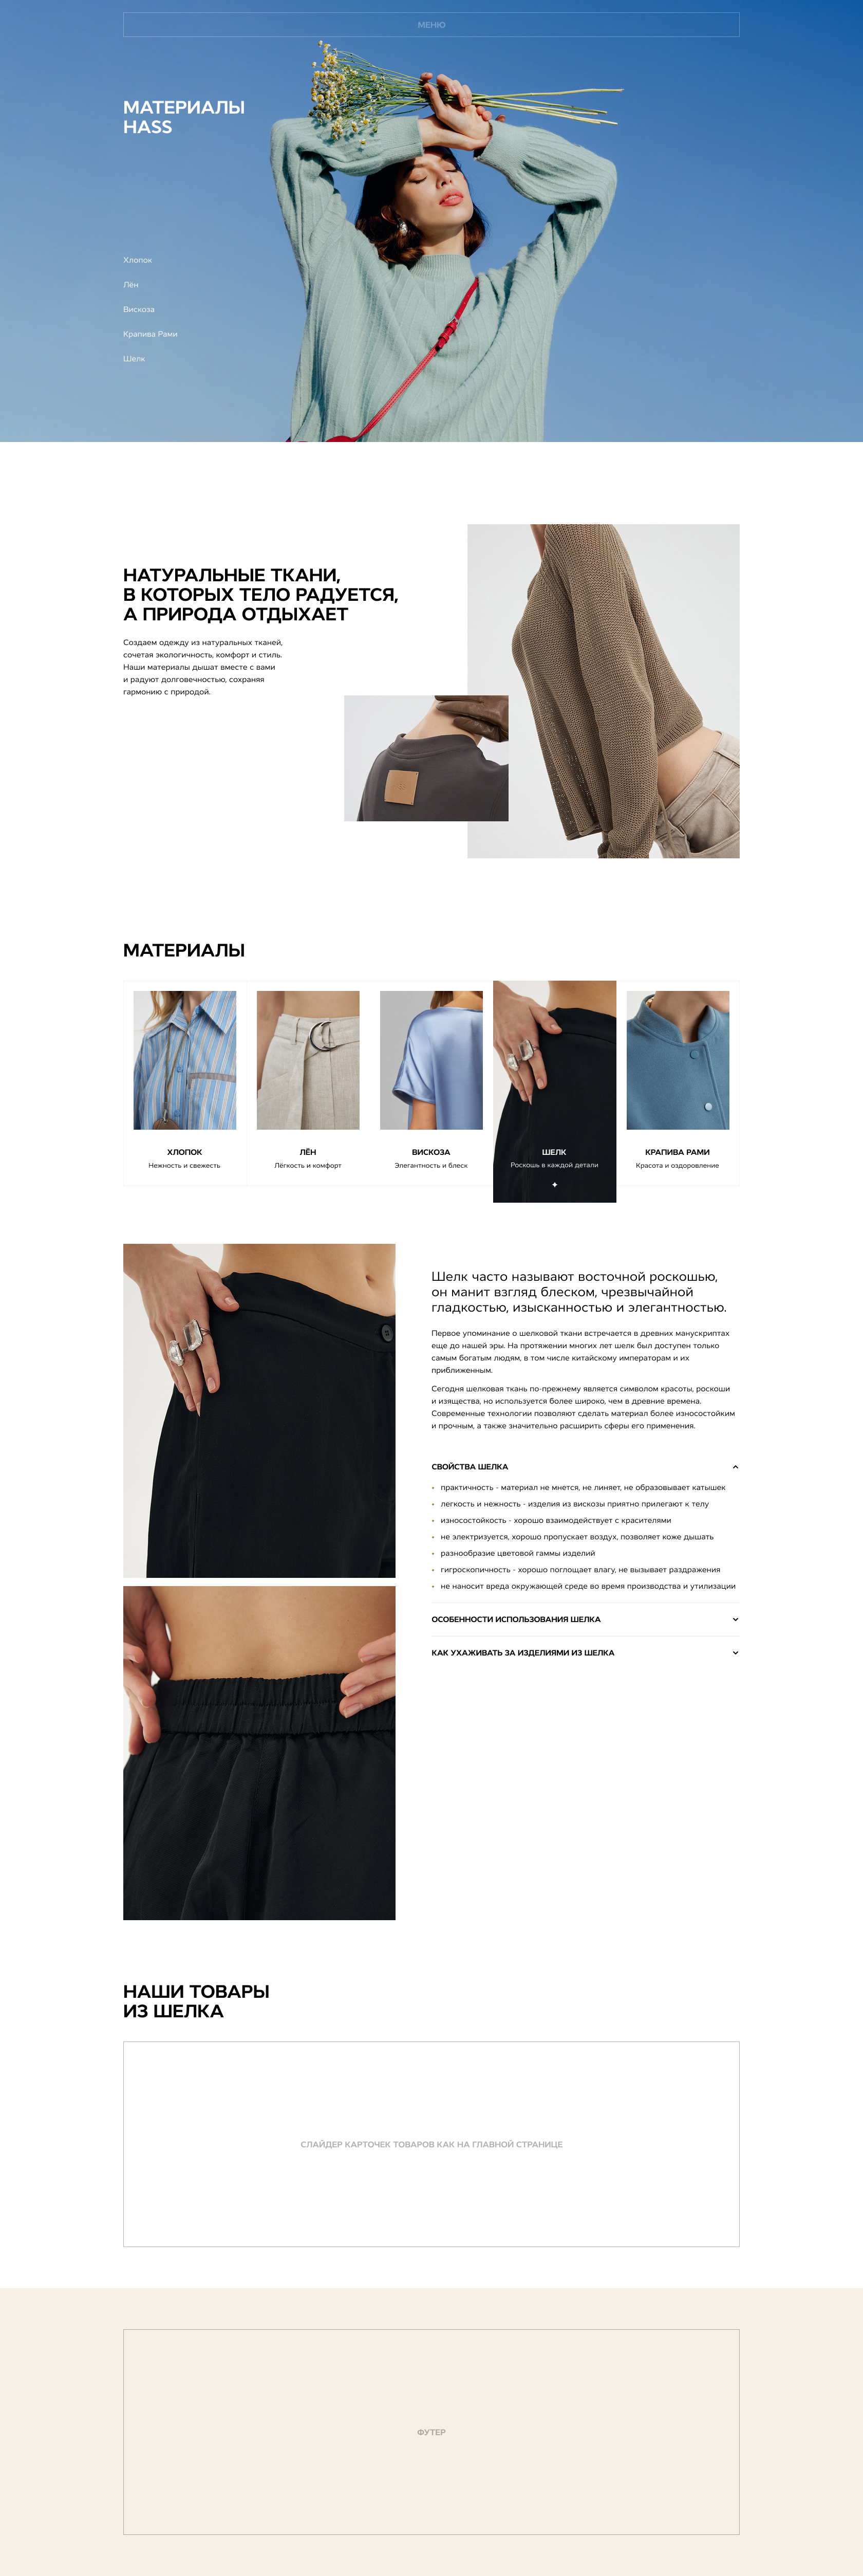 МЕНЮ
МАТЕРИАЛЫ
HASS
Хлопок
Лён
Вискоза
Крапива Рами
Шелк
НАТУРАЛЬНЫЕ ТКАНИ,
В КОТОРЫХ ТЕЛО РАДУЕТСЯ,
А ПРИРОДА ОТДЫХАЕТ
Создаем одежду из натуральных тканей,
сочетая экологичность, комфорт и стиль.
Наши материалы дышат вместе с вами
и радуют долговечностью, сохраняя
гармонию с природой.
МАТЕРИАЛЫ
ХЛОПОК
Нежность и свежесть
ЛЁН
Лёгкость и комфорт
ВИСКОЗА
Элегантность и блеск
ШЕЛК
Роскошь в каждой детали
КРАПИВА РАМИ
Красота и оздоровление
Шелк часто называют восточной роскошью,
он манит взгляд блеском, чрезвычайной
гладкостью, изысканностью и элегантностью.
Первое упоминание о шелковой ткани встречается в древних манускриптах
еще до нашей эры. На протяжении многих лет шелк был доступен только
самым богатым людям, в том числе китайскому императорам и их
приближенным.
Сегодня шелковая ткань по-прежнему является символом красоты, роскоши
и изящества, но используется более широко, чем в древние времена.
Современные технологии позволяют сделать материал более износостойким
и прочным, а также значительно расширить сферы его применения.
СВОЙСТВА ШЕЛКА
практичность - материал не мнется, не линяет, не образовывает катышек
легкость и нежность - изделия из вискозы приятно прилегают к телу
износостойкость - хорошо взаимодействует с красителями
не электризуется, хорошо пропускает воздух, позволяет коже дышать
разнообразие цветовой гаммы изделий
гигроскопичность - хорошо поглощает влагу, не вызывает раздражения
не наносит вреда окружающей среде во время производства и утилизации
ОСОБЕННОСТИ ИСПОЛЬЗОВАНИЯ ШЕЛКА
КАК УХАЖИВАТЬ ЗА ИЗДЕЛИЯМИ ИЗ ШЕЛКА
НАШИ ТОВАРЫ
ИЗ ШЕЛКА
СЛАЙДЕР КАРТОЧЕК ТОВАРОВ КАК НА ГЛАВНОЙ СТРАНИЦЕ
ФУТЕР